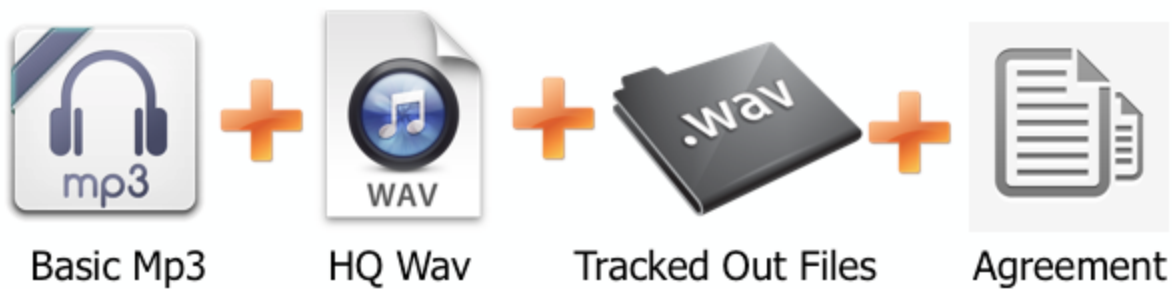 mp3
WAV
.wav
Basic Mp3
HQ Wav
Tracked Out Files
Agreement